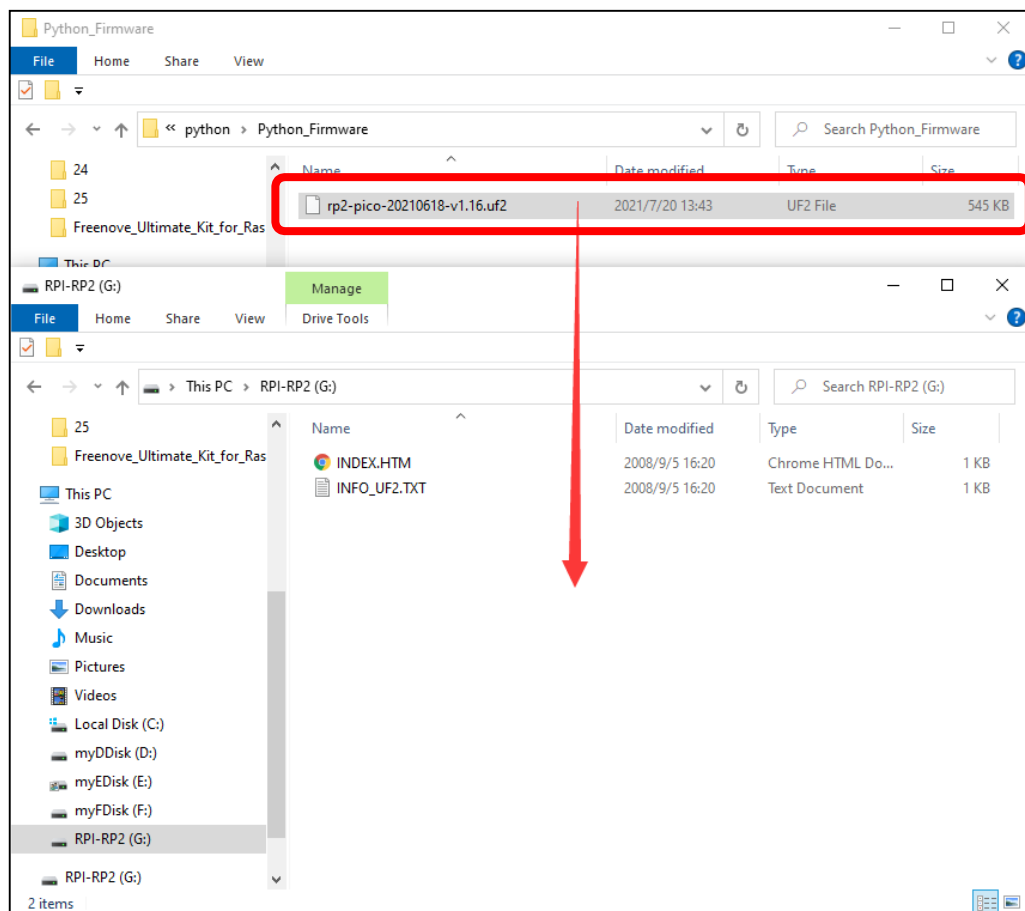 Python_Firmware
File Home Share View
« python > Python_Firmware Search Python_Firmware
24
25
Freenove_Ultimate_Kit_for_Ras
This PC
Name Date modified Type Size
rp2-pico-20210618-v1.16.uf2 2021/7/20 13:43 UF2 File 545 KB
RPI-RP2 (G:) Manage
File Home Share View Drive Tools
> This PC > RPI-RP2 (G:) Search RPI-RP2 (G:)
25
Freenove_Ultimate_Kit_for_Ras
This PC
3D Objects
Desktop
Documents
Downloads
Music
Pictures
Videos
Local Disk (C:)
myDDisk (D:)
myEDisk (E:)
myFDisk (F:)
RPI-RP2 (G:)
RPI-RP2 (G:)
Name Date modified Type Size
INDEX.HTM 2008/9/5 16:20 Chrome HTML Do... 1 KB
INFO_UF2.TXT 2008/9/5 16:20 Text Document 1 KB
2 items